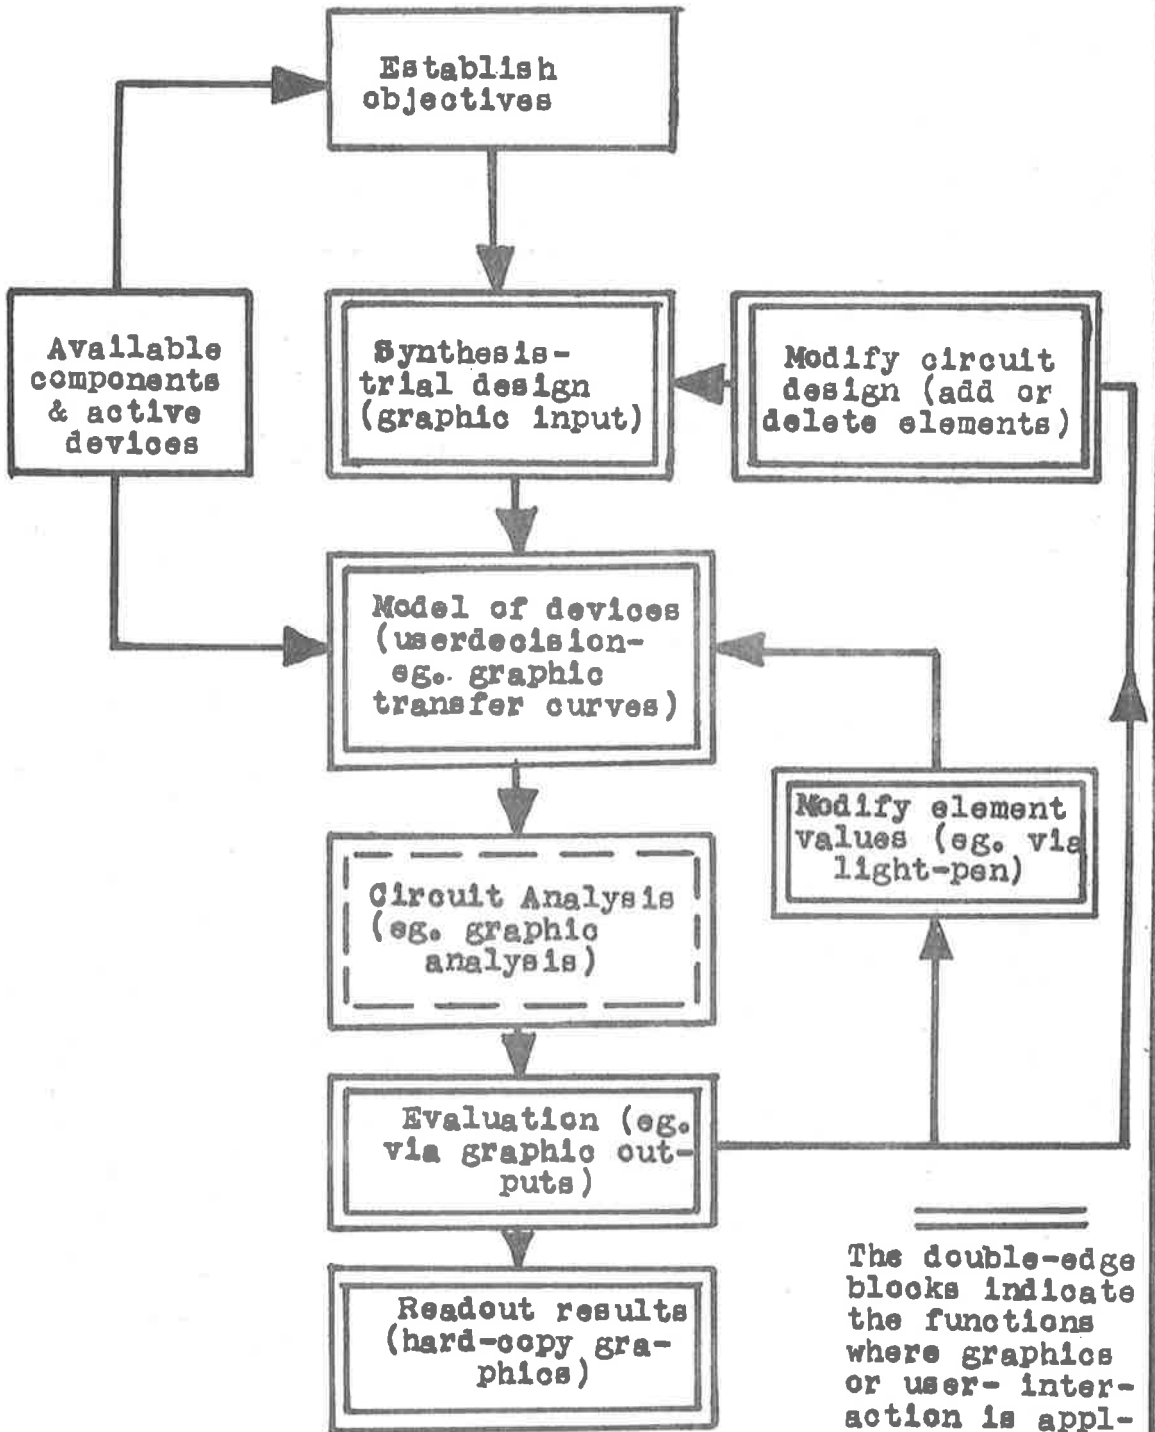 Establish
objectives
Available
components
& active
devices
Synthesis-
trial design
(graphic input)
Modify circuit
design (add or
delete elements)
Model of devices
(userdecision-
eg. graphic
transfer curves)
Modify element
values (eg. via
light-pen)
Circuit Analysis
(eg. graphic
analysis)
Evaluation (eg.
via graphic out-
puts)
Readout results
(hard-copy gra-
phics)
The double-edge
blocks indicate
the functions
where graphics
or user- inter-
action is appl-